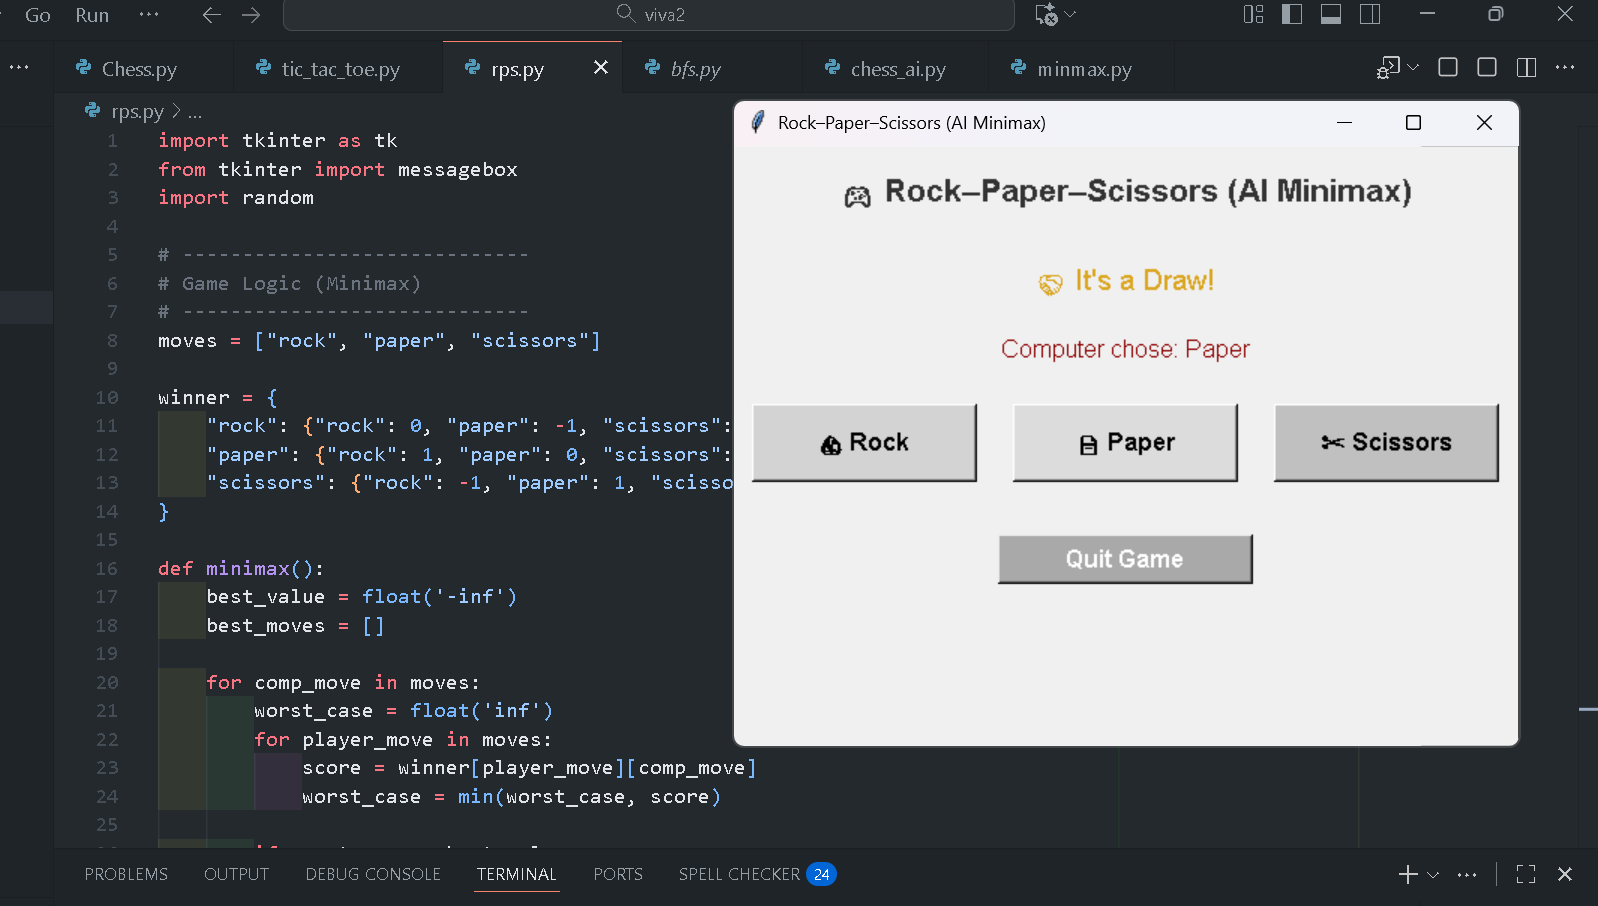 Go Run ··· viva2
Chess.py tic_tac_toe.py rps.py bfs.py chess_ai.py minmax.py
rps.py > ...
1 import tkinter as tk
2 from tkinter import messagebox
3 import random
4
5 # -----------------------------
6 # Game Logic (Minimax)
7 # -----------------------------
8 moves = ["rock", "paper", "scissors"]
9
10 winner = {
11 "rock": {"rock": 0, "paper": -1, "scissors":
12 "paper": {"rock": 1, "paper": 0, "scissors":
13 "scissors": {"rock": -1, "paper": 1, "scisso
14 }
15
16 def minimax():
17 best_value = float('-inf')
18 best_moves = []
19
20 for comp_move in moves:
21 worst_case = float('inf')
22 for player_move in moves:
23 score = winner[player_move][comp_move]
24 worst_case = min(worst_case, score)
25
Rock–Paper–Scissors (AI Minimax)
Rock–Paper–Scissors (AI Minimax)
It's a Draw!
Computer chose: Paper
Rock Paper Scissors
Quit Game
PROBLEMS OUTPUT DEBUG CONSOLE TERMINAL PORTS SPELL CHECKER 24